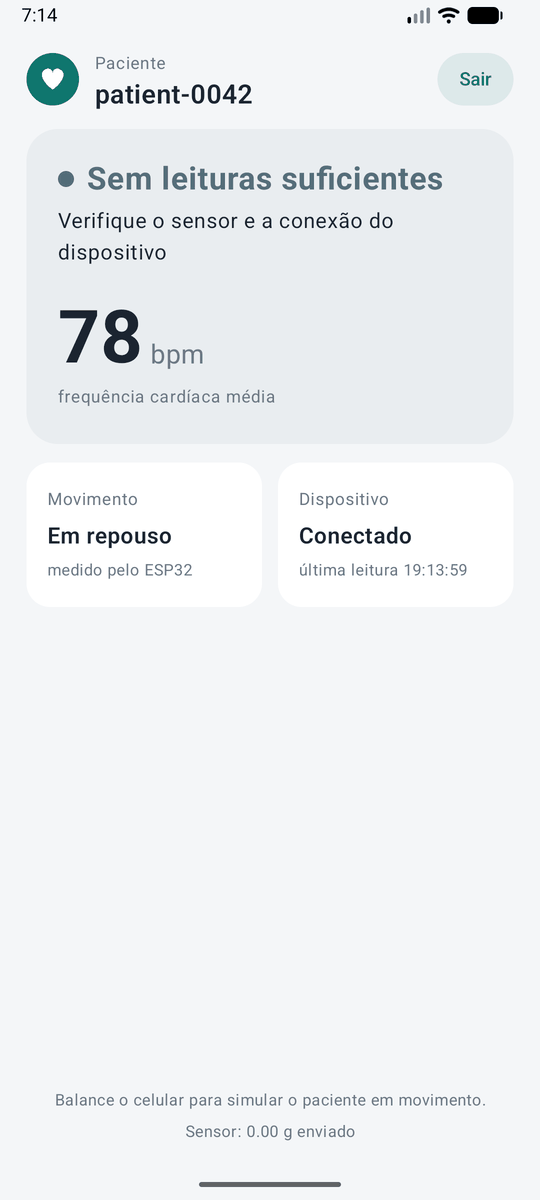 7:14
Paciente
patient-0042
Sair
Sem leituras suficientes
Verifique o sensor e a conexão do
dispositivo
78 bpm
frequência cardíaca média
Movimento
Em repouso
medido pelo ESP32
Dispositivo
Conectado
última leitura 19:13:59
Balance o celular para simular o paciente em movimento.
Sensor: 0.00 g enviado